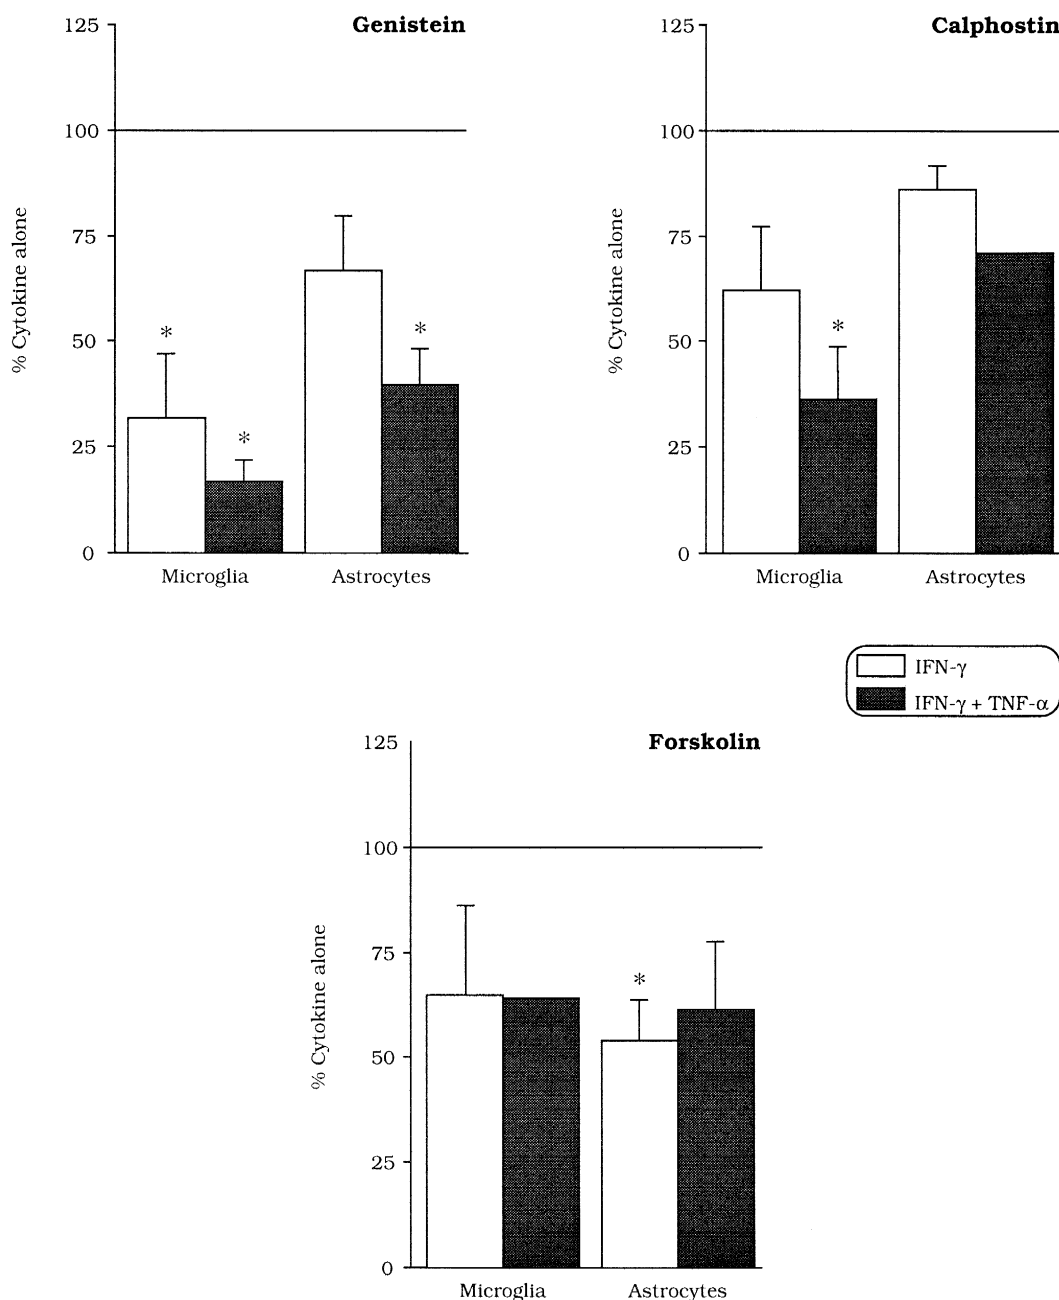 Genistein
125
100
75
50
25
0
% Cytokine alone
*
*
*
Microglia
Astrocytes
Calphostin
125
100
75
50
25
0
% Cytokine alone
*
Microglia
Astrocytes
IFN-γ
IFN-γ + TNF-α
Forskolin
125
100
75
50
25
0
% Cytokine alone
*
Microglia
Astrocytes